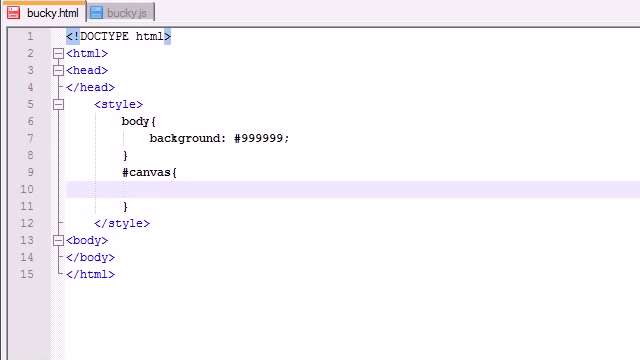 bucky.html bucky.js
1 <!DOCTYPE html>
2 <html>
3 <head>
4 </head>
5 <style>
6 body{
7 background: #999999;
8 }
9 #canvas{
10
11 }
12 </style>
13 <body>
14 </body>
15 </html>